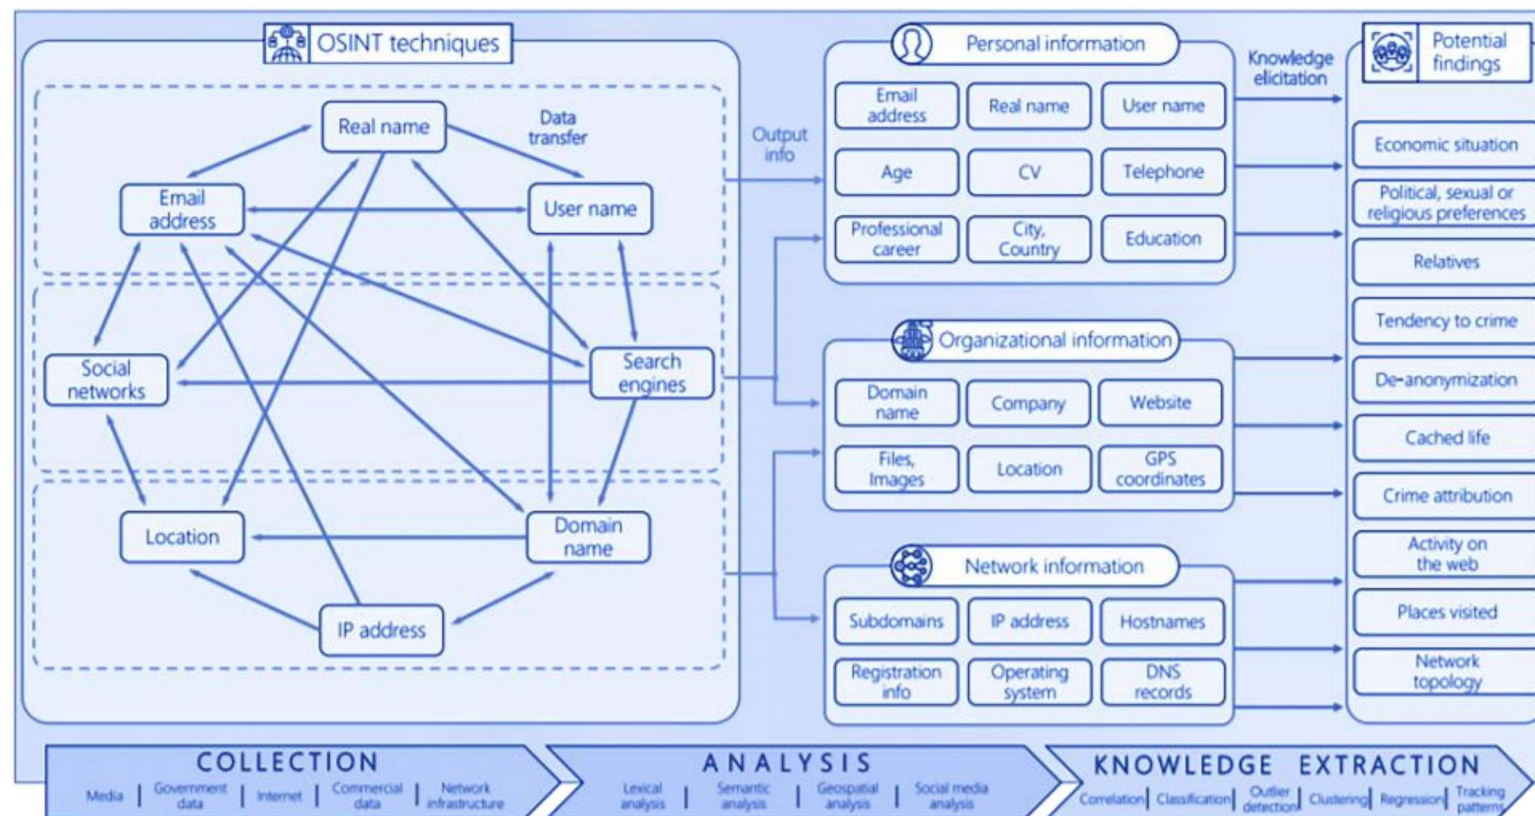 OSINT techniques
Real name
Data
transfer
Email
address
User name
Social
networks
Search
engines
Location
Domain
name
IP address
Output
info
Personal information
Email
address
Real name
User name
Age
CV
Telephone
Professional
career
City,
Country
Education
Organizational information
Domain
name
Company
Website
Files,
Images
Location
GPS
coordinates
Network information
Subdomains
IP address
Hostnames
Registration
info
Operating
system
DNS
records
Knowledge
elicitation
Potential
findings
Economic situation
Political, sexual or
religious preferences
Relatives
Tendency to crime
De-anonymization
Cached life
Crime attribution
Activity on
the web
Places visited
Network
topology
COLLECTION
Media
Government
data
Internet
Commercial
data
Network
infrastructure
ANALYSIS
Lexical
analysis
Semantic
analysis
Geospatial
analysis
Social media
analysis
KNOWLEDGE EXTRACTION
Correlation
Classification
Outlier
detection
Clustering
Regression
Tracking
patterns